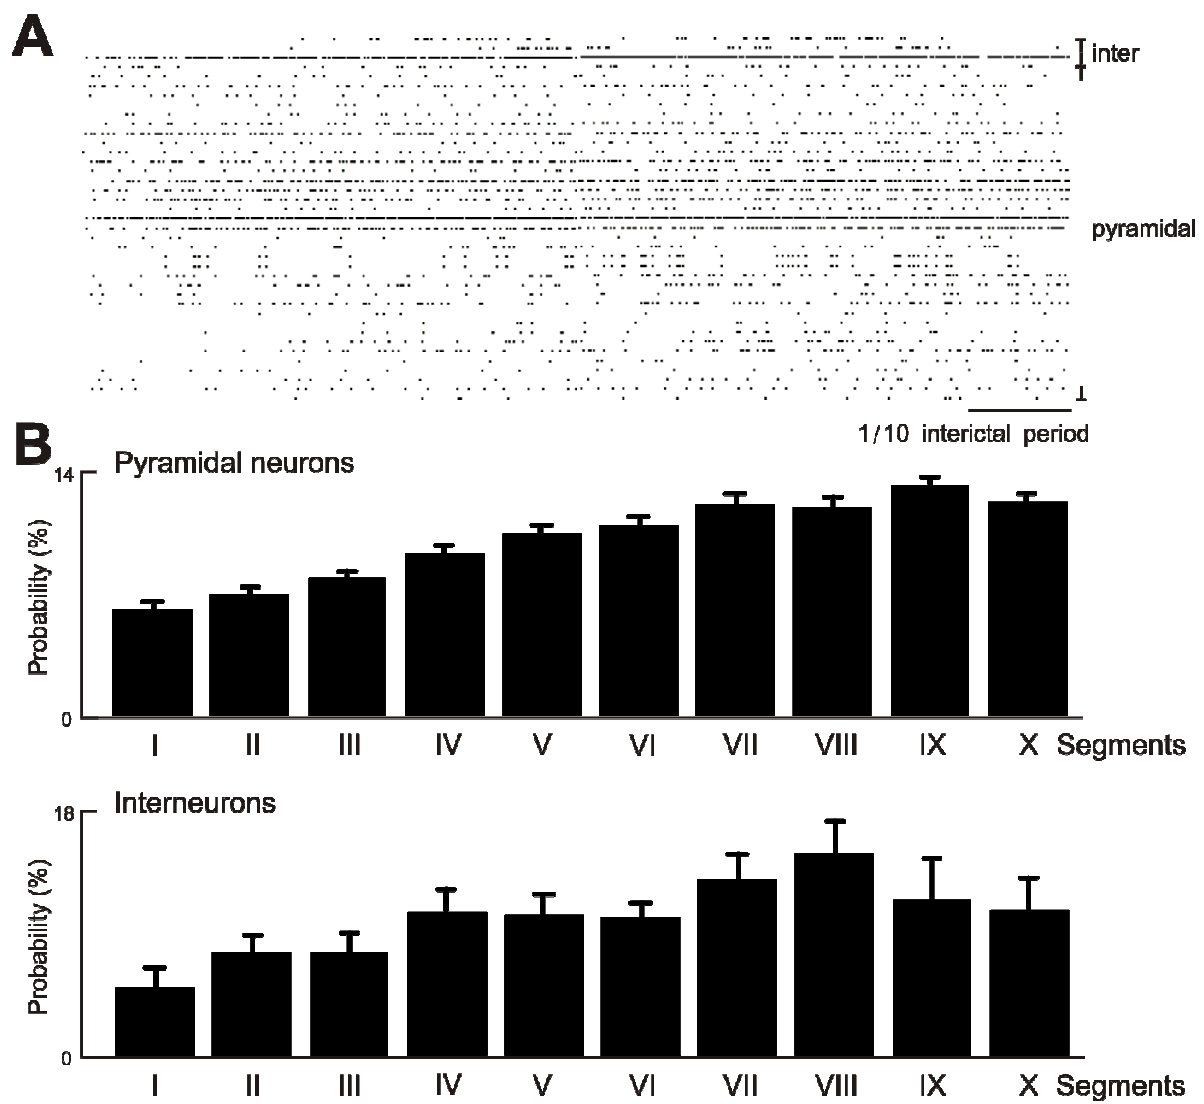 A
inter
pyramidal
1/10 interictal period
B
Pyramidal neurons
14
Probability (%)
0
I II III IV V VI VII VIII IX X Segments
Interneurons
18
Probability (%)
0
I II III IV V VI VII VIII IX X Segments